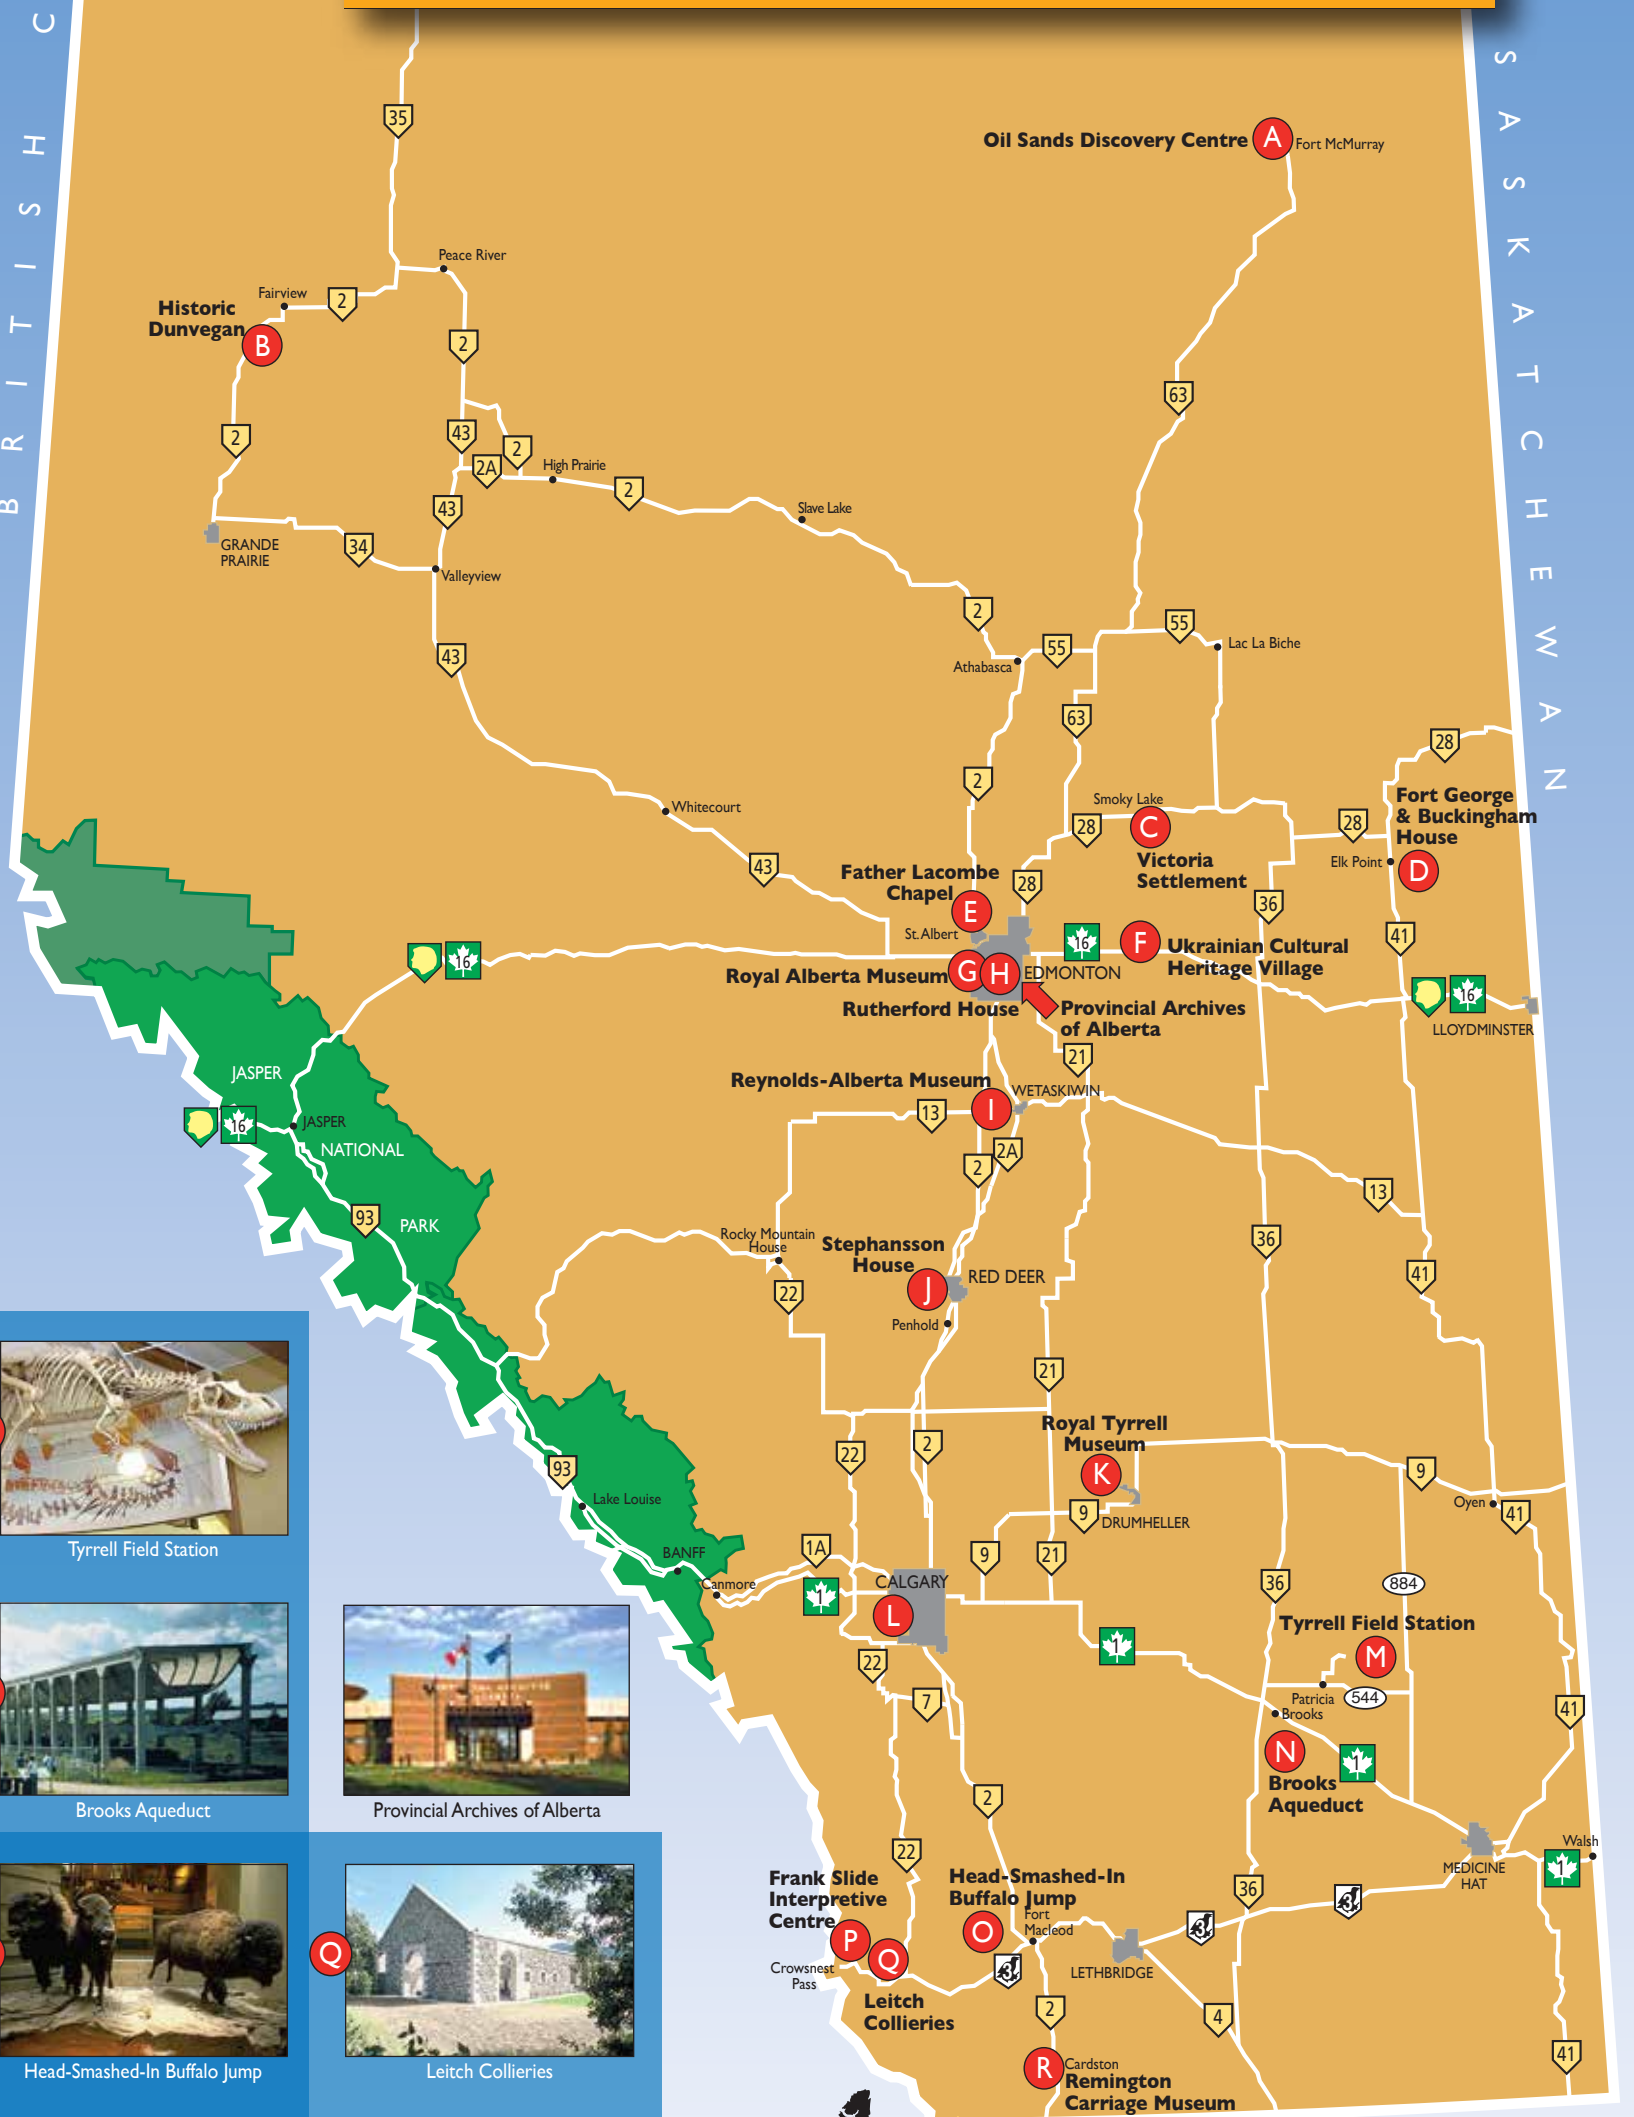 BRITISH C
SASKATCHEWAN
35
Oil Sands Discovery Centre
A
Fort McMurray
Peace River
Fairview
2
Historic
Dunvegan
B
2
63
2
43
2
2A
High Prairie
2
43
Slave Lake
GRANDE
PRAIRIE
34
Valleyview
2
55
55
Lac La Biche
43
Athabasca
63
28
2
Smoky Lake
Fort George
& Buckingham
House
Whitecourt
28
C
28
Elk Point
D
Victoria
Settlement
43
Father Lacombe
Chapel
28
36
E
St. Albert
41
16
F
Ukrainian Cultural
Heritage Village
16
Royal Alberta Museum
G
H
EDMONTON
16
Rutherford House
Provincial Archives
of Alberta
LLOYDMINSTER
21
JASPER
Reynolds-Alberta Museum
WETASKIWIN
I
13
16
JASPER
NATIONAL
2A
2
13
93
PARK
Rocky Mountain
House
Stephansson
House
36
J
RED DEER
41
22
Penhold
21
Royal Tyrrell
Museum
22
2
K
9
93
Lake Louise
Oyen
41
9
DRUMHELLER
Tyrrell Field Station
BANFF
1A
9
21
Canmore
CALGARY
1
36
884
L
Tyrrell Field Station
1
M
22
Patricia
544
7
Brooks
41
N
1
Brooks
Aqueduct
2
Brooks Aqueduct
Provincial Archives of Alberta
22
Walsh
MEDICINE
HAT
1
Frank Slide
Interpretive
Centre
Head-Smashed-In
Buffalo Jump
36
3
Fort
Macleod
P
O
3
Q
Q
Crowsnest
Pass
3
LETHBRIDGE
Leitch
Collieries
2
4
41
R
Cardston
Remington
Carriage Museum
Head-Smashed-In Buffalo Jump
Leitch Collieries